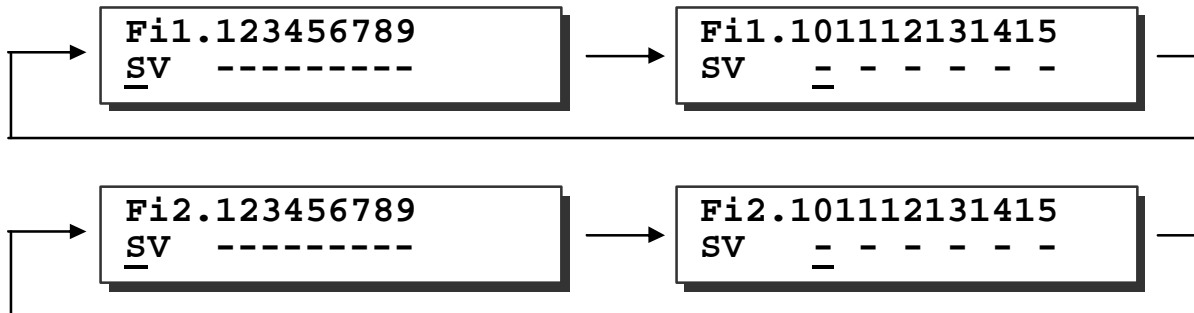 Fi1.123456789
SV  ---------
Fi1.101112131415
SV   - - - - - -
Fi2.123456789
SV  ---------
Fi2.101112131415
SV   - - - - - -